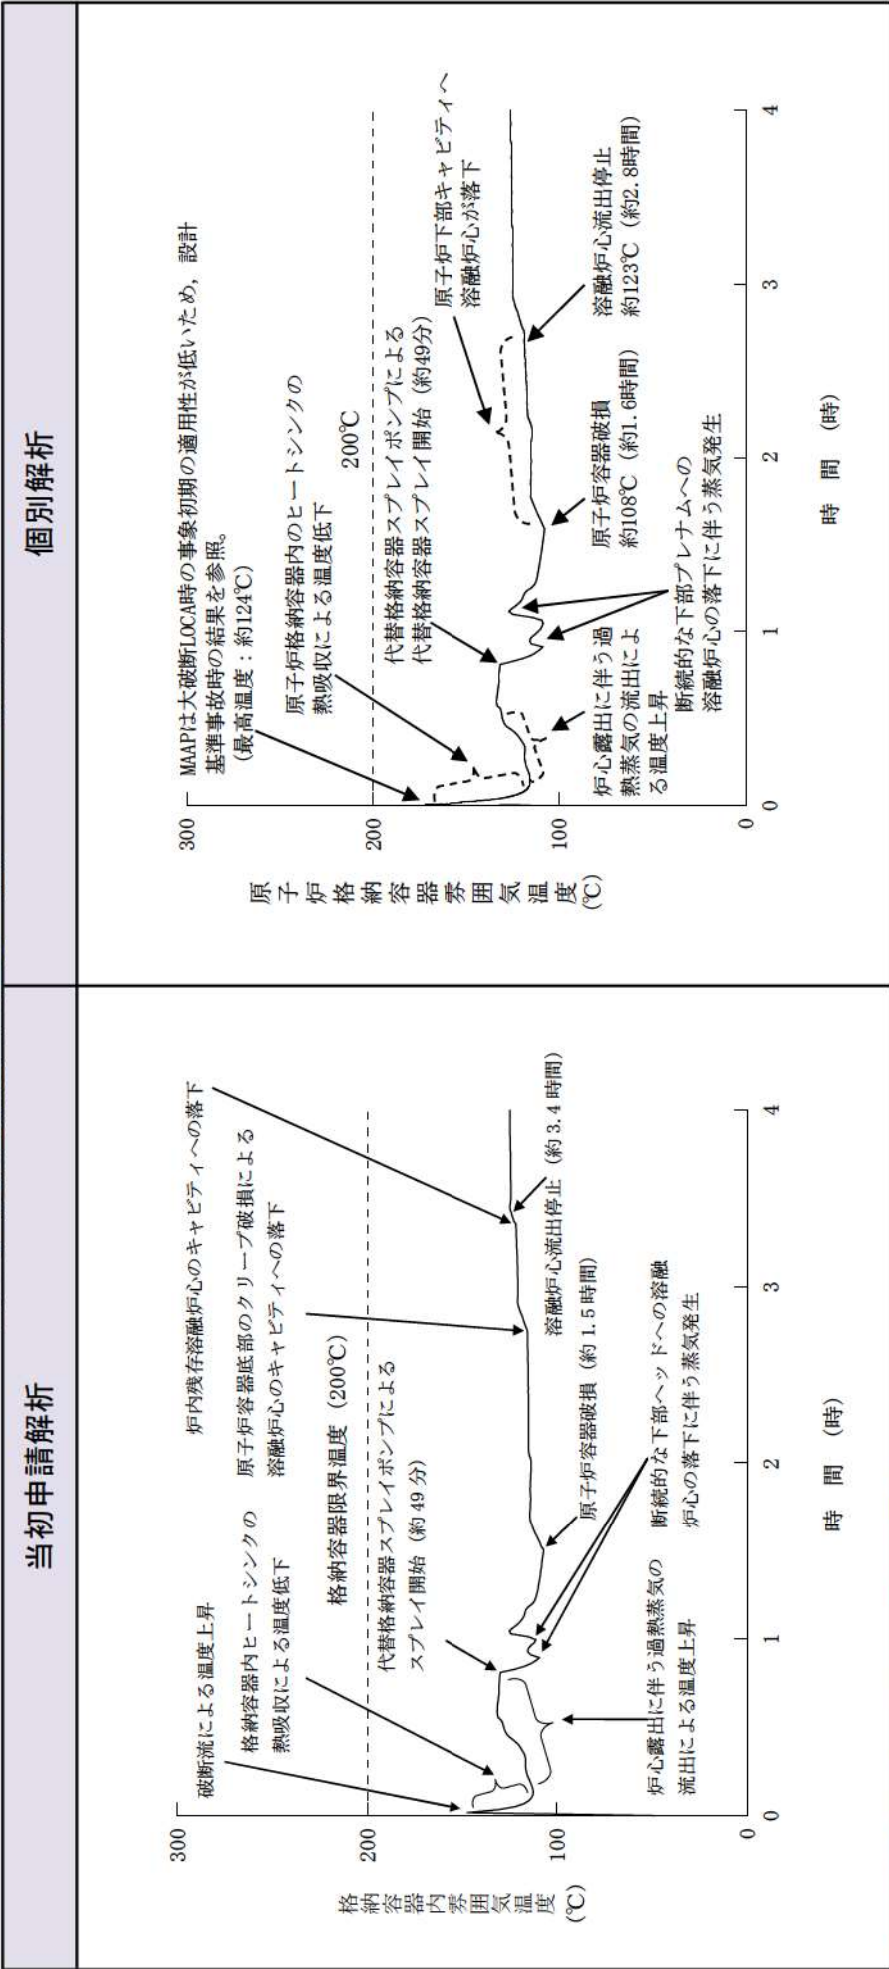 当初申請解析
破断流による温度上昇
格納容器内ヒートシンクの
熱吸収による温度低下
炉内残存溶融炉心のキャビティへの落下
原子炉容器底部のクリープ破損による
溶融炉心のキャビティへの落下
格納容器限界温度（200℃）
代替格納容器スプレイポンプによる
スプレイ開始（約 49 分）
溶融炉心流出停止（約 3.4 時間）
原子炉容器破損（約 1.5 時間）
炉心露出に伴う過熱蒸気の
流出による温度上昇
断続的な下部ヘッドへの溶融
炉心の落下に伴う蒸気発生
格納容器内雰囲気温度
(℃)
300
200
100
0
0
1
2
3
4
時　間　(時)
個別解析
MAAPは大破断LOCA時の事象初期の適用性が低いため，設計
基準事故時の結果を参照。
（最高温度：約124℃）
原子炉格納容器内のヒートシンクの
熱吸収による温度低下
200℃
代替格納容器スプレイポンプによる
代替格納容器スプレイ開始（約49分）
原子炉下部キャビティへ
溶融炉心が落下
溶融炉心流出停止
約123℃（約2.8時間）
原子炉容器破損
約108℃（約1.6時間）
炉心露出に伴う過
熱蒸気の流出によ
る温度上昇
断続的な下部プレナムへの
溶融炉心の落下に伴う蒸気発生
原子炉格納容器雰囲気温度
(℃)
300
200
100
0
0
1
2
3
4
時　間　(時)